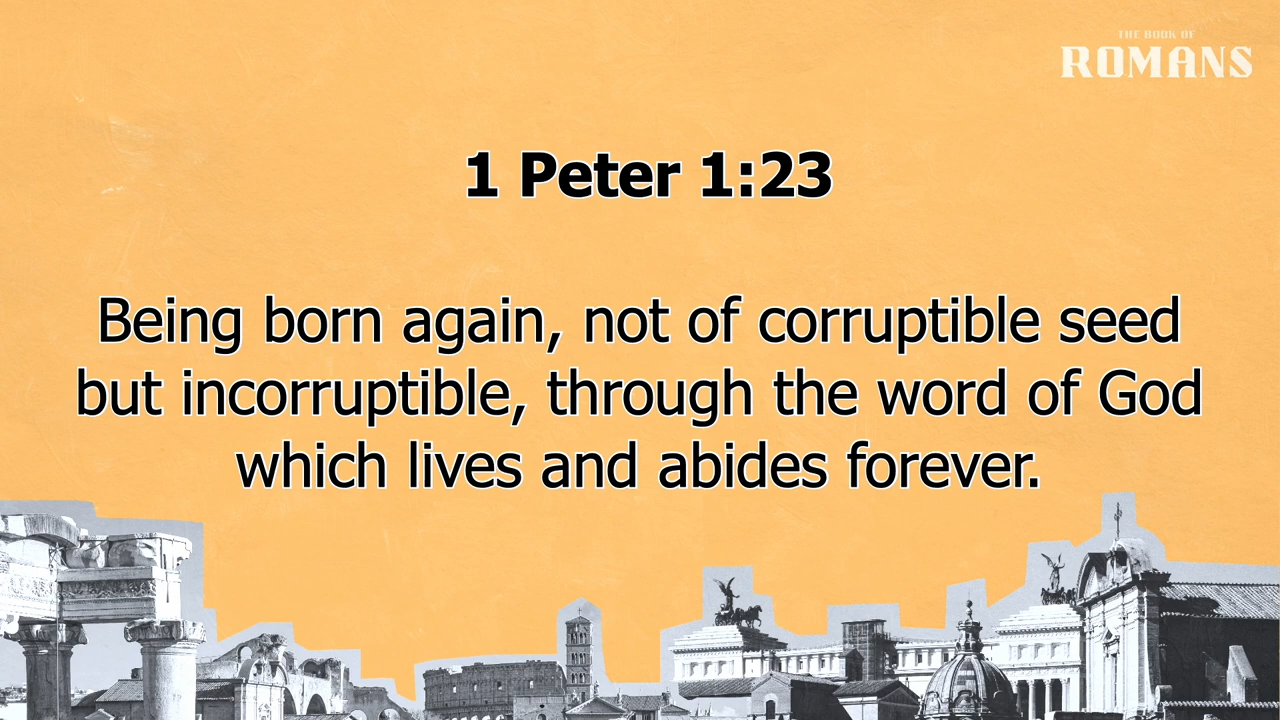 THE BOOK OF
ROMANS
1 Peter 1:23
Being born again, not of corruptible seed
but incorruptible, through the word of God
which lives and abides forever.